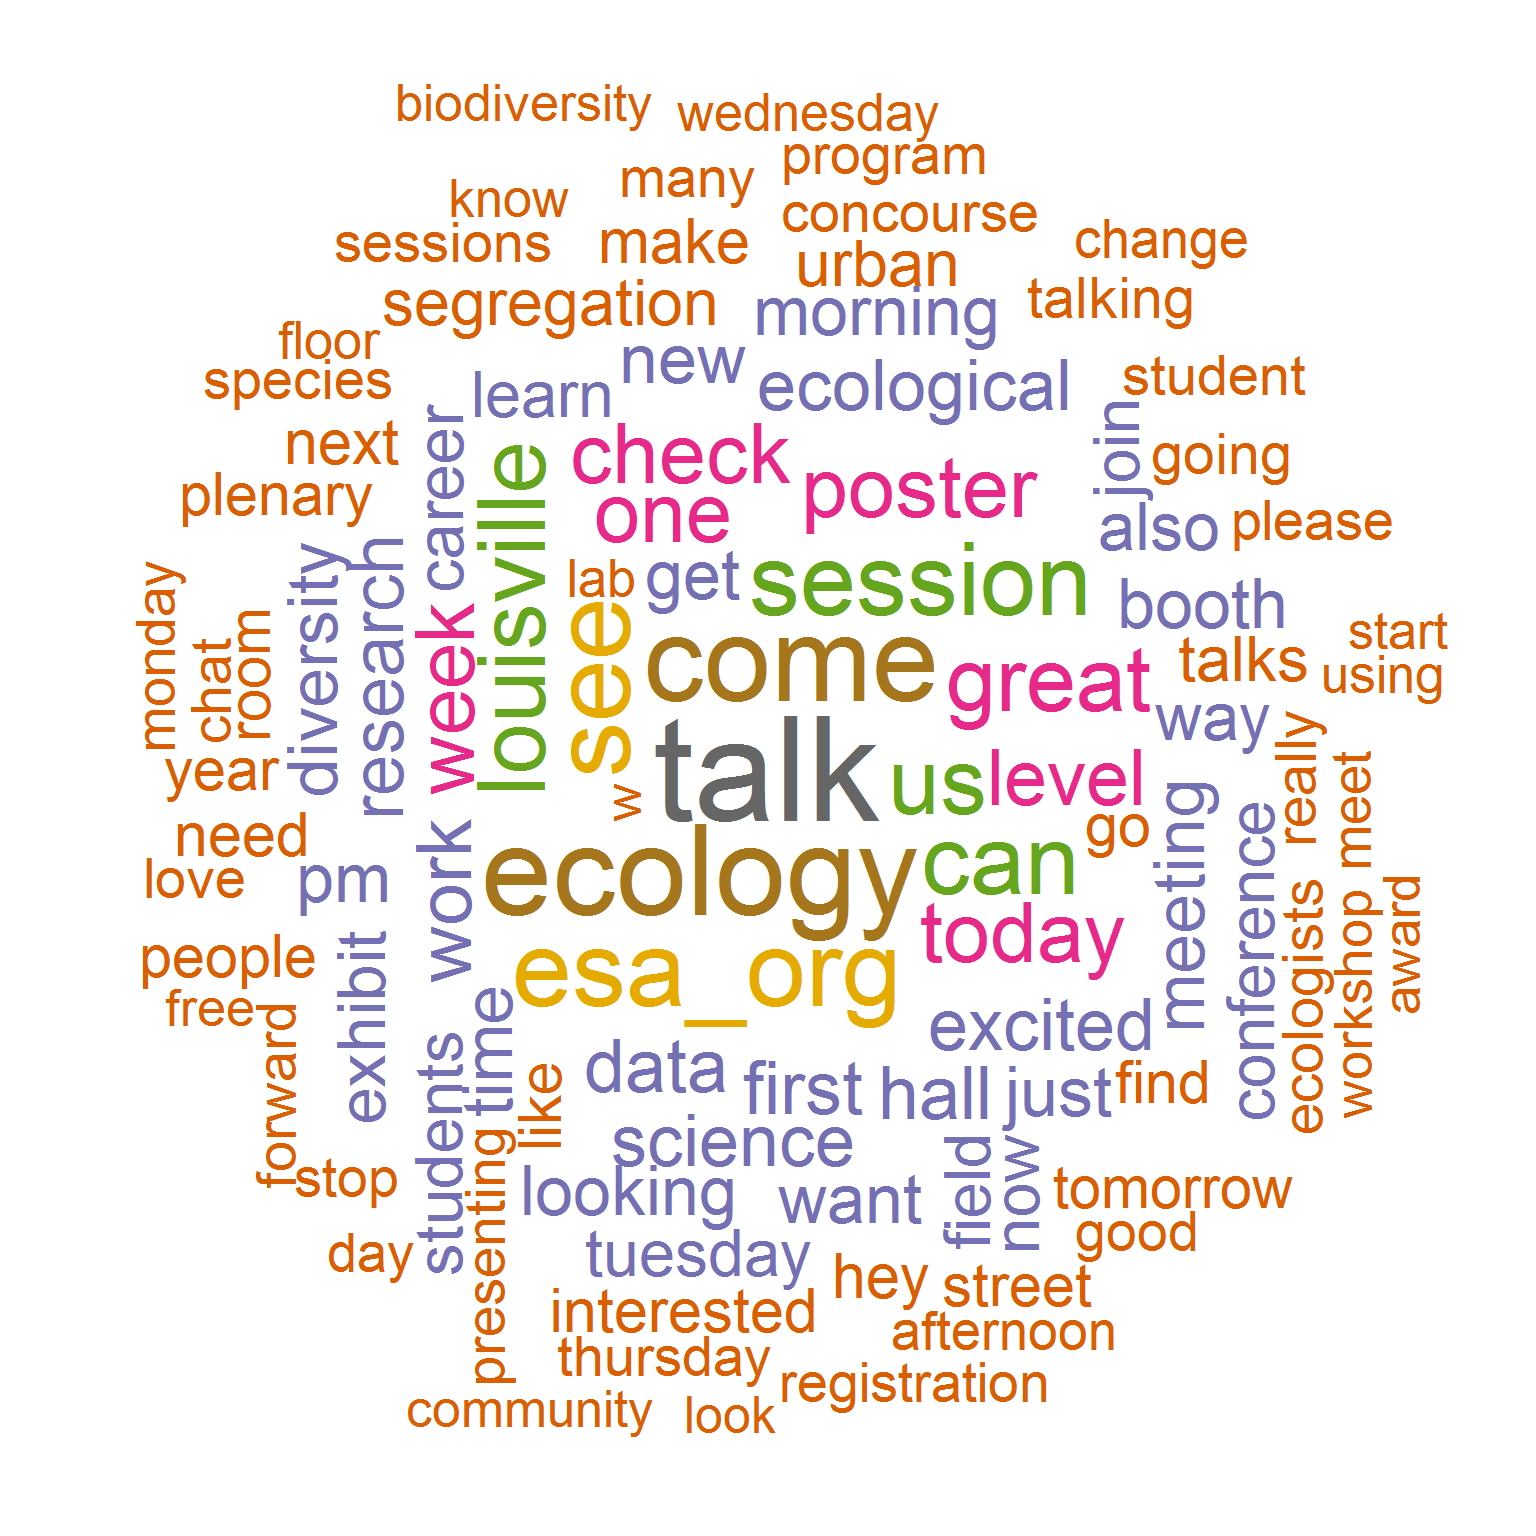 biodiversity
wednesday
program
many
know
concourse
sessions
make
change
urban
segregation
morning
talking
floor
new
species
learn
ecological
student
career
next
check
join
going
plenary
louisville
one
poster
also
please
monday
chat
room
diversity
research
week
lab
get
session
booth
start
see
come
great
talks
using
year
w
talk
us
level
way
really
meet
need
love
pm
work
ecology
can
go
meeting
conference
people
exhibit
esa_org
today
ecologists
workshop
award
free
forward
students
time
excited
like
data
first
hall
just
find
stop
presenting
science
looking
want
field
now
tomorrow
good
day
tuesday
hey
street
interested
afternoon
thursday
registration
community
look